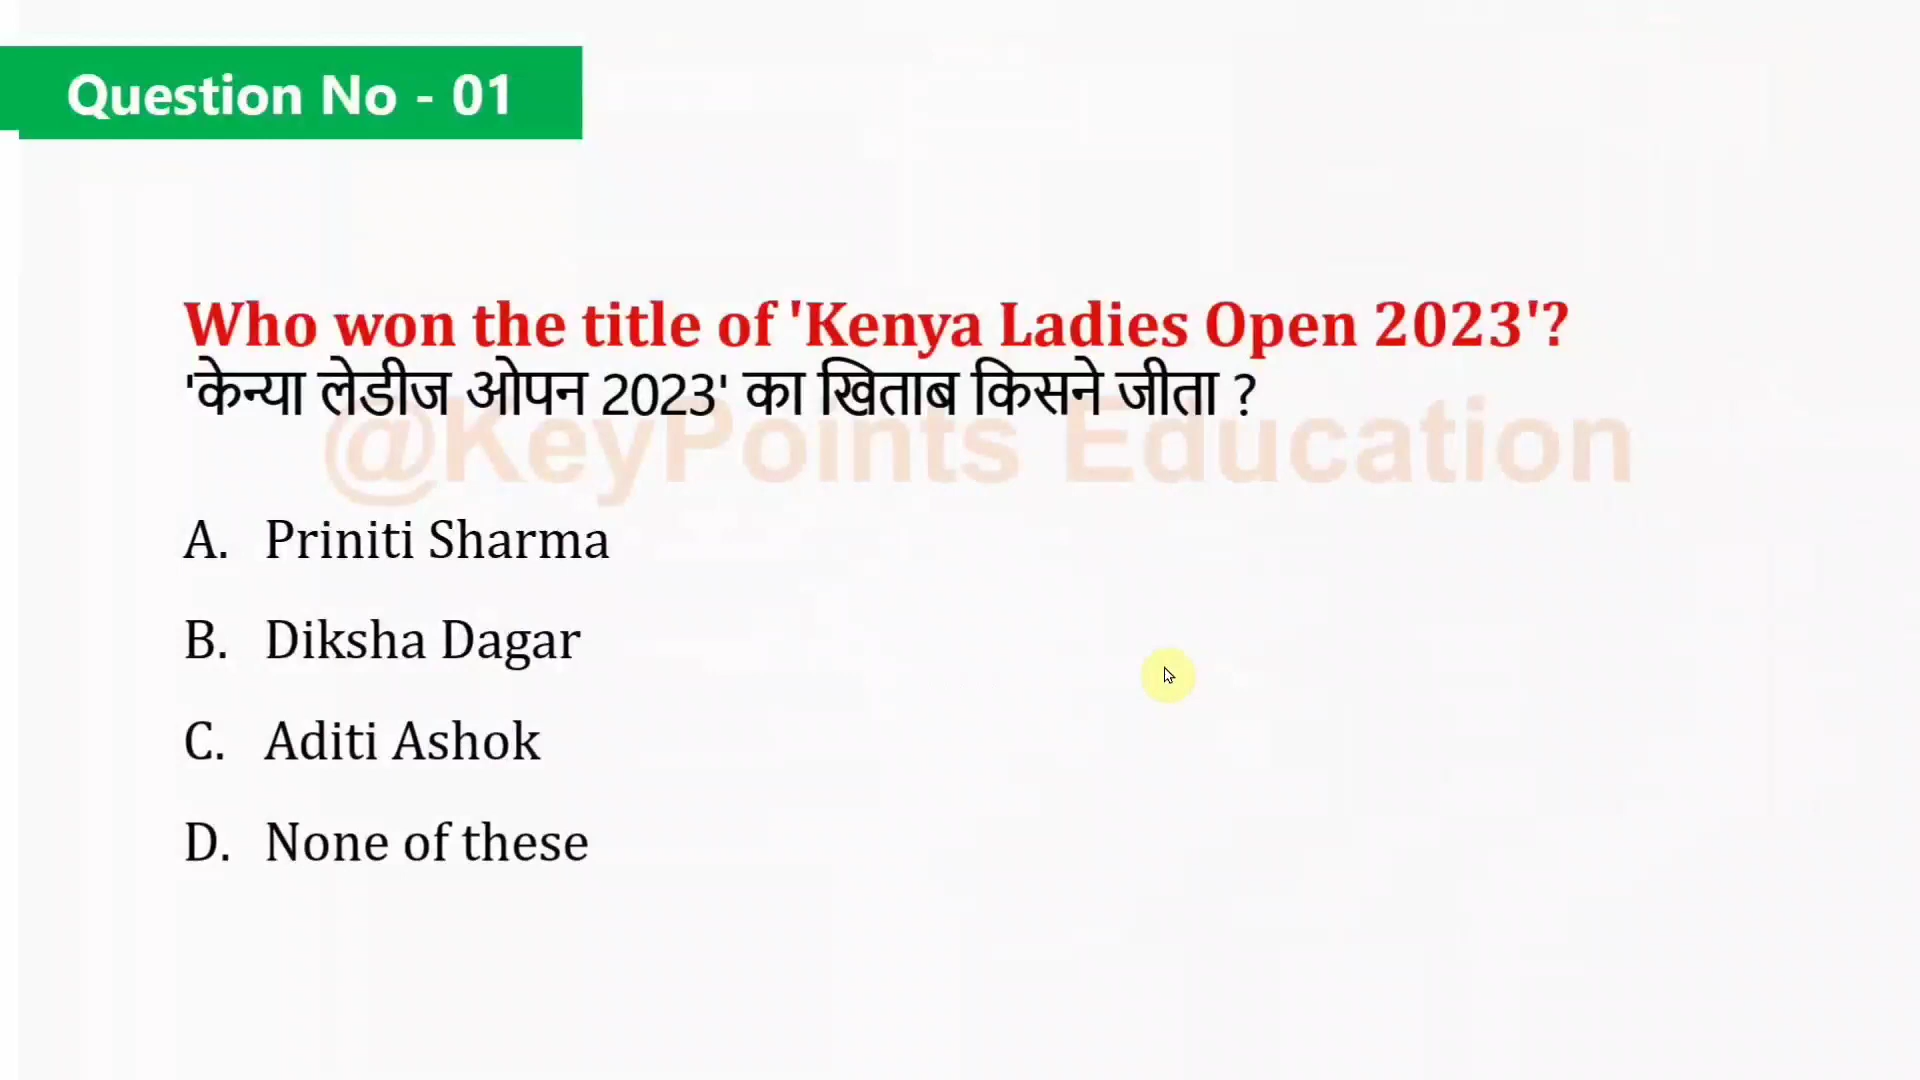 Question No - 01
Who won the title of 'Kenya Ladies Open 2023'?
'केन्या लेडीज ओपन 2023' का खिताब किसने जीता ?
@KeyPoints Education
A. Priniti Sharma
B. Diksha Dagar
C. Aditi Ashok
D. None of these